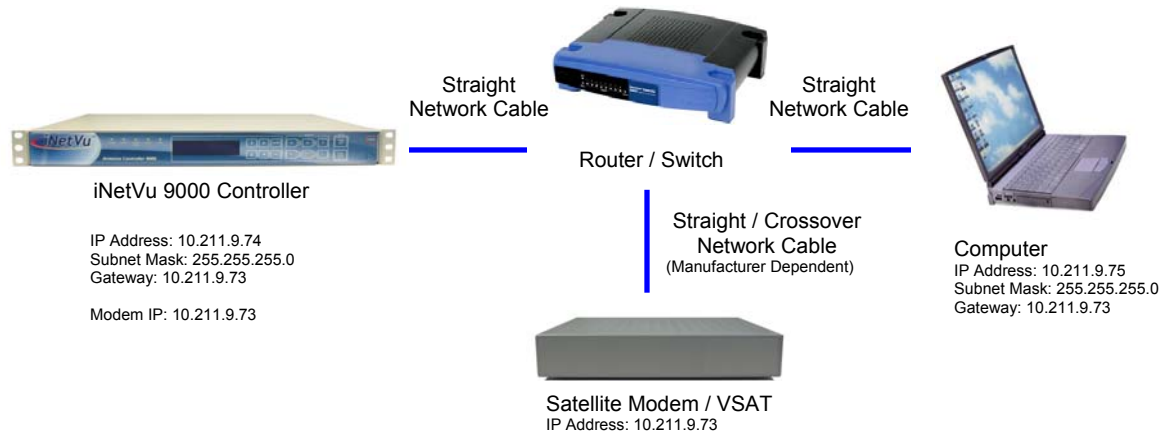 Straight
Network Cable
Straight
Network Cable
iNetVu
Router / Switch
iNetVu 9000 Controller
IP Address: 10.211.9.74
Subnet Mask: 255.255.255.0
Gateway: 10.211.9.73
Modem IP: 10.211.9.73
Straight / Crossover
Network Cable
(Manufacturer Dependent)
Computer
IP Address: 10.211.9.75
Subnet Mask: 255.255.255.0
Gateway: 10.211.9.73
Satellite Modem / VSAT
IP Address: 10.211.9.73